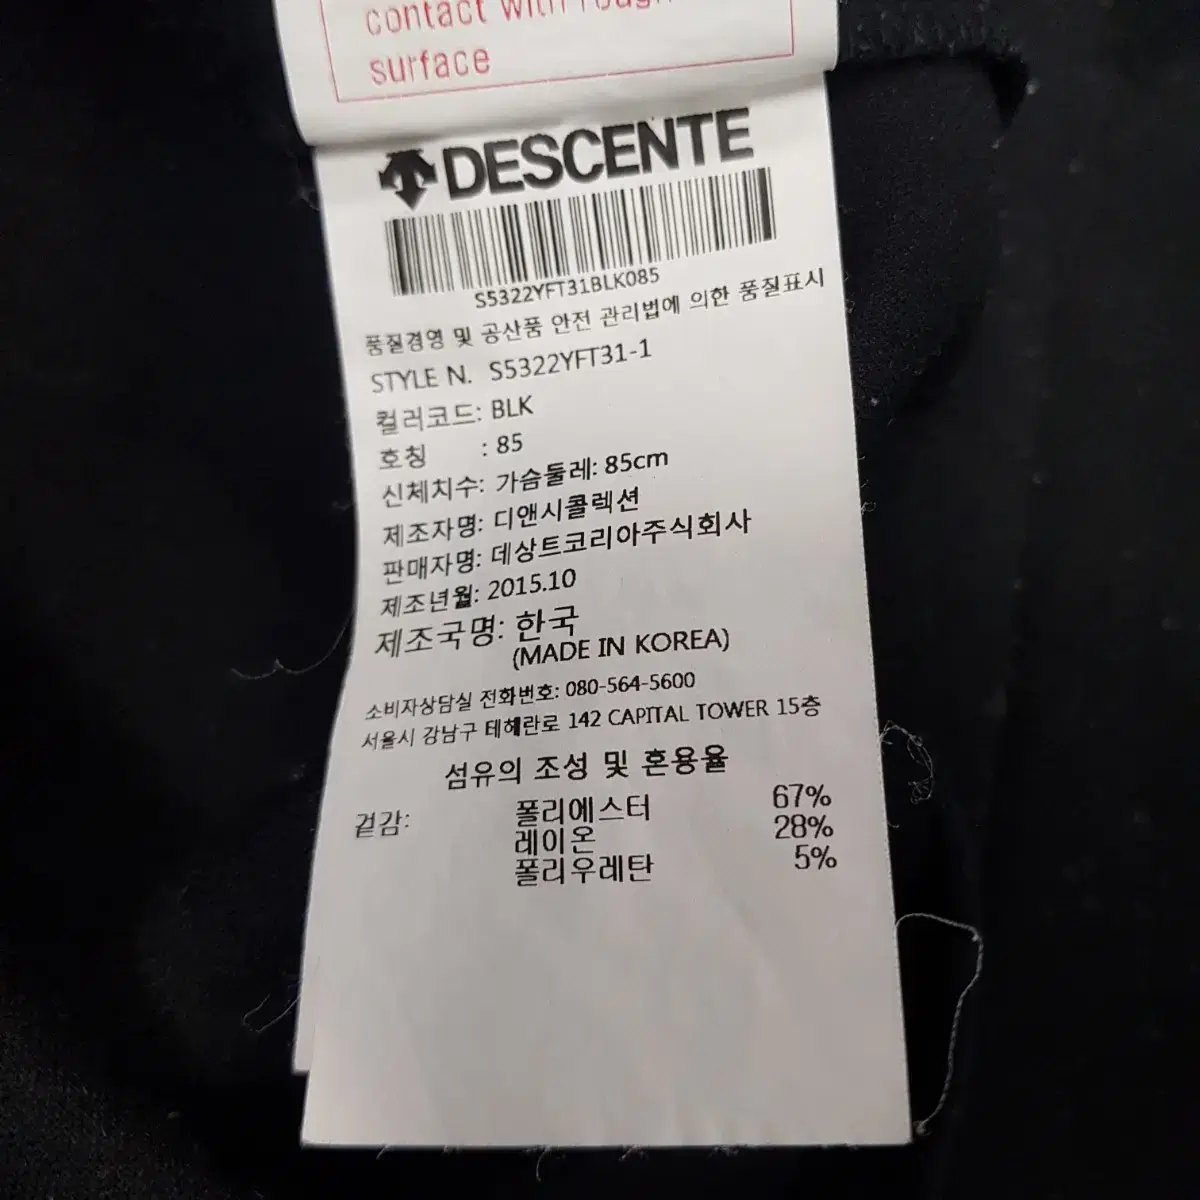 contact with rough
surface
DESCENTE
S5322YFT31BLK085
품질경영 및 공산품 안전 관리법에 의한 품질표시
STYLE N. S5322YFT31-1
컬러코드: BLK
호칭 : 85
신체치수: 가슴둘레: 85cm
제조자명: 디앤시콜렉션
판매자명: 데상트코리아주식회사
제조년월: 2015.10
제조국명: 한국
(MADE IN KOREA)
소비자상담실 전화번호: 080-564-5600
서울시 강남구 테헤란로 142 CAPITAL TOWER 15층
섬유의 조성 및 혼용율
겉감: 폴리에스터 67%
레이온 28%
폴리우레탄 5%